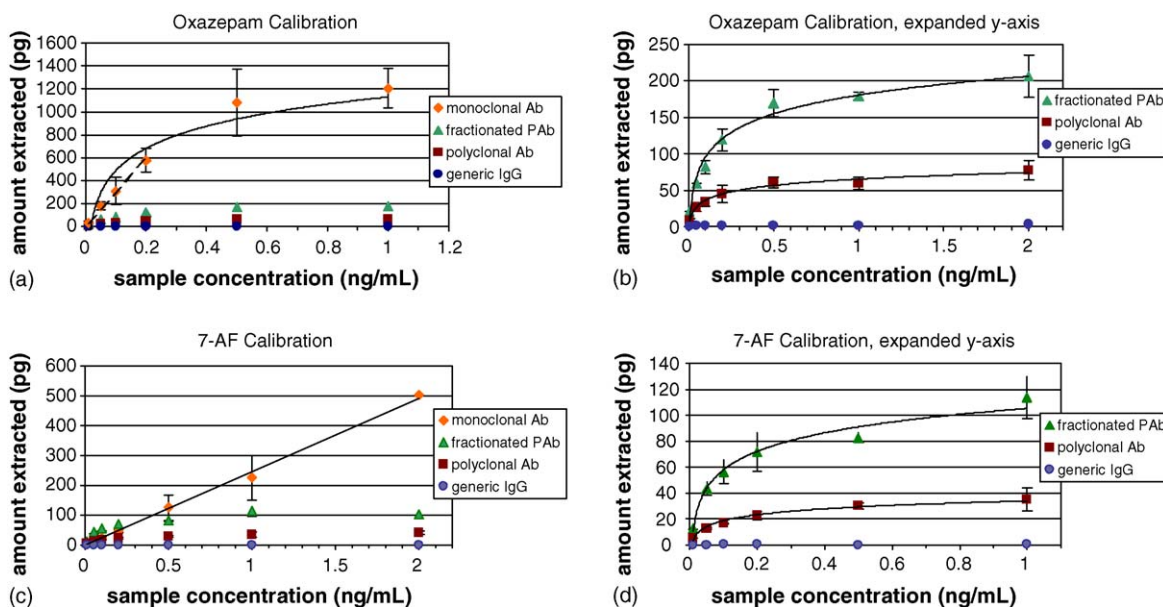 Oxazepam Calibration
amount extracted (pg)
1600
1400
1200
1000
800
600
400
200
0
0 0.2 0.4 0.6 0.8 1 1.2
sample concentration (ng/mL)
monoclonal Ab
fractionated PAb
polyclonal Ab
generic IgG
(a)
Oxazepam Calibration, expanded y-axis
amount extracted (pg)
250
200
150
100
50
0
0 0.5 1 1.5 2
sample concentration (ng/mL)
fractionated PAb
polyclonal Ab
generic IgG
(b)
7-AF Calibration
amount extracted (pg)
600
500
400
300
200
100
0
0 0.5 1 1.5 2
sample concentration (ng/mL)
monoclonal Ab
fractionated PAb
polyclonal Ab
generic IgG
(c)
7-AF Calibration, expanded y-axis
amount extracted (pg)
140
120
100
80
60
40
20
0
0 0.2 0.4 0.6 0.8 1
sample concentration (ng/mL)
fractionated PAb
polyclonal Ab
generic IgG
(d)